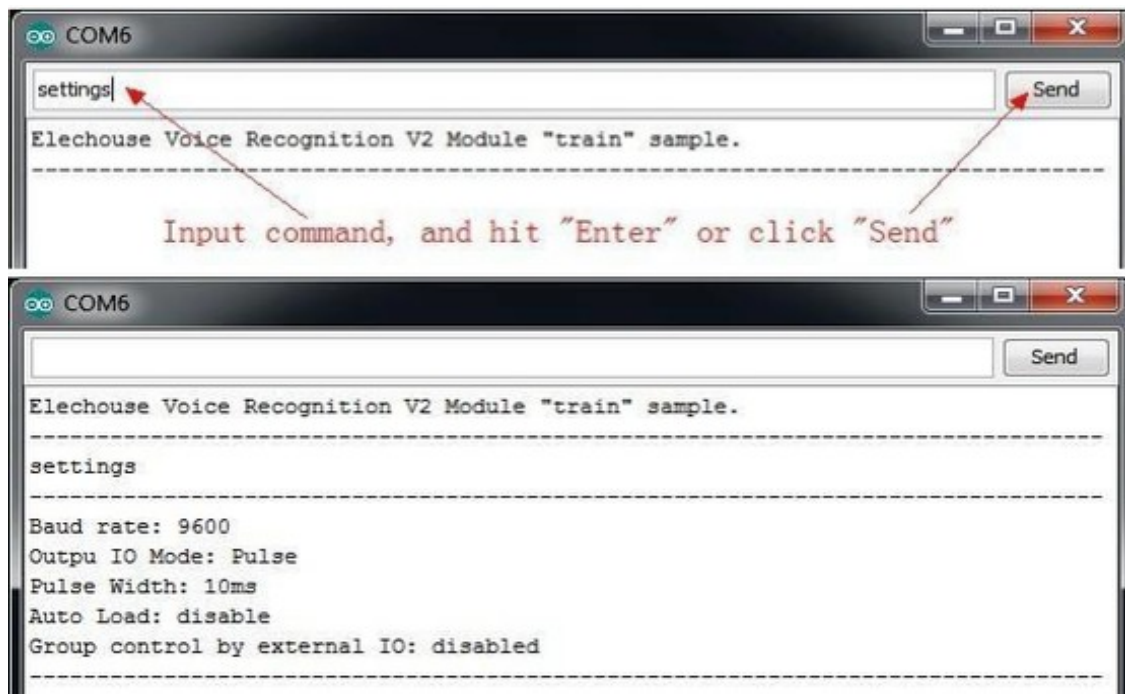 COM6
settings
Send
Elechouse Voice Recognition V2 Module "train" sample.
--------------------------------------------------------------------------------
Input command, and hit "Enter" or click "Send"
COM6
Send
Elechouse Voice Recognition V2 Module "train" sample.
--------------------------------------------------------------------------------
settings
--------------------------------------------------------------------------------
Baud rate: 9600
Outpu IO Mode: Pulse
Pulse Width: 10ms
Auto Load: disable
Group control by external IO: disabled
--------------------------------------------------------------------------------